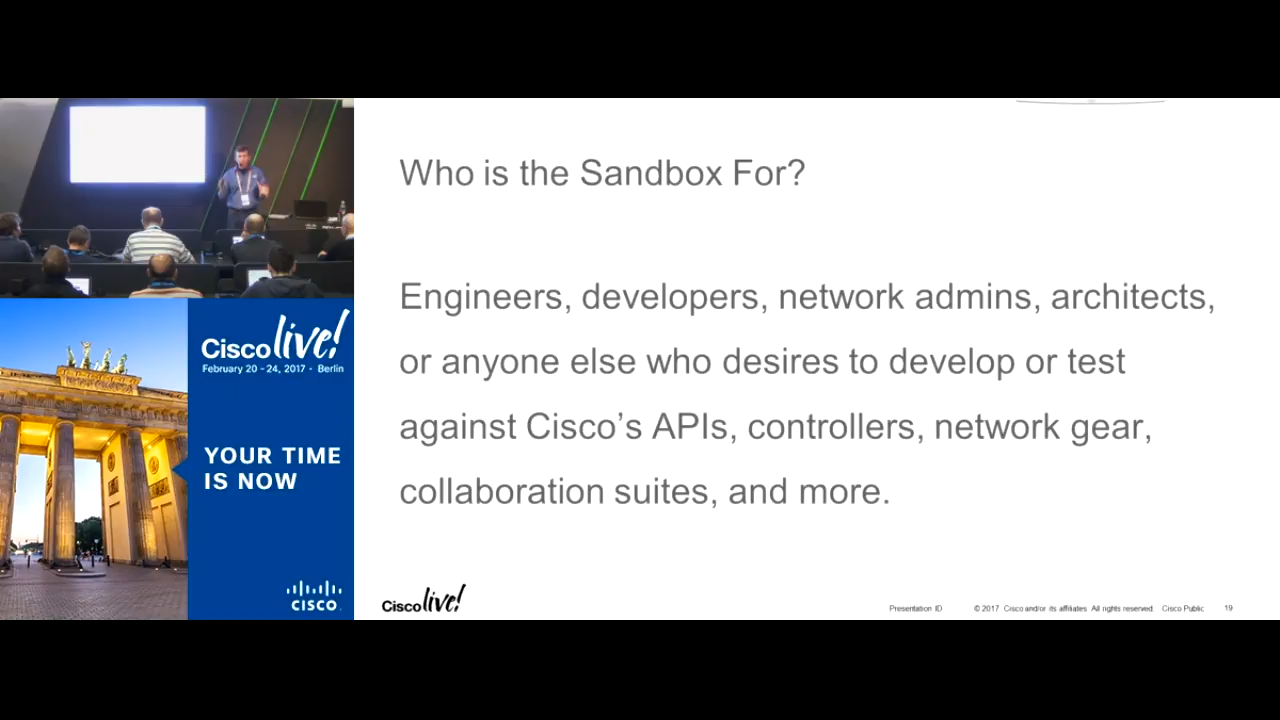 Who is the Sandbox For?
Engineers, developers, network admins, architects,
or anyone else who desires to develop or test
against Cisco’s APIs, controllers, network gear,
collaboration suites, and more.
Cisco live!
February 20 - 24, 2017 · Berlin
YOUR TIME
IS NOW
CISCO
Cisco live!
Presentation ID
© 2017 Cisco and/or its affiliates All rights reserved Cisco Public
19